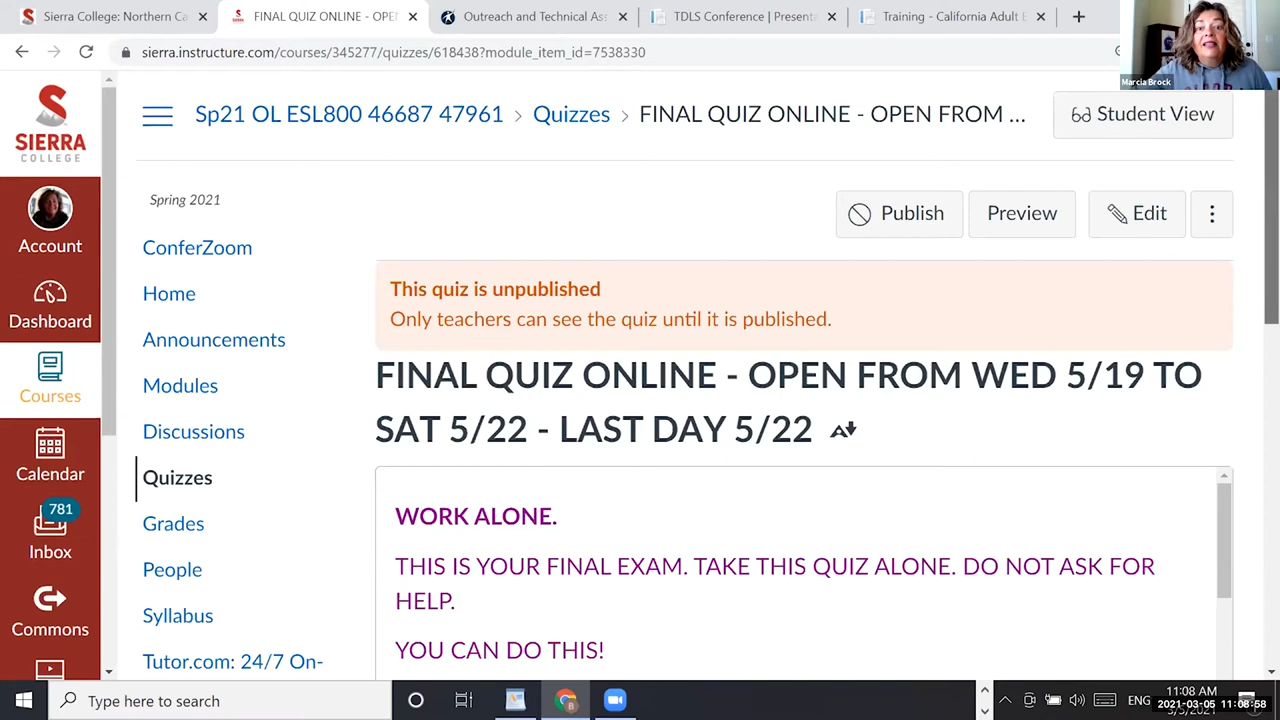 Sierra College: Northern Ca
FINAL QUIZ ONLINE - OPE
Outreach and Technical Ass
TDLS Conference | Present
Training - California Adult E
sierra.instructure.com/courses/345277/quizzes/618438?module_item_id=7538330
Marcia Brock
SIERRA
COLLEGE
Account
Dashboard
Courses
Calendar
781
Inbox
Commons
Sp21 OL ESL800 46687 47961 > Quizzes > FINAL QUIZ ONLINE - OPEN FROM ...
Student View
Spring 2021
ConferZoom
Home
Announcements
Modules
Discussions
Quizzes
Grades
People
Syllabus
Tutor.com: 24/7 On-
Publish
Preview
Edit
This quiz is unpublished
Only teachers can see the quiz until it is published.
FINAL QUIZ ONLINE - OPEN FROM WED 5/19 TO
SAT 5/22 - LAST DAY 5/22
WORK ALONE.
THIS IS YOUR FINAL EXAM. TAKE THIS QUIZ ALONE. DO NOT ASK FOR
HELP.
YOU CAN DO THIS!
Type here to search
ENG
11:08 AM
2021-03-05 11:08:58